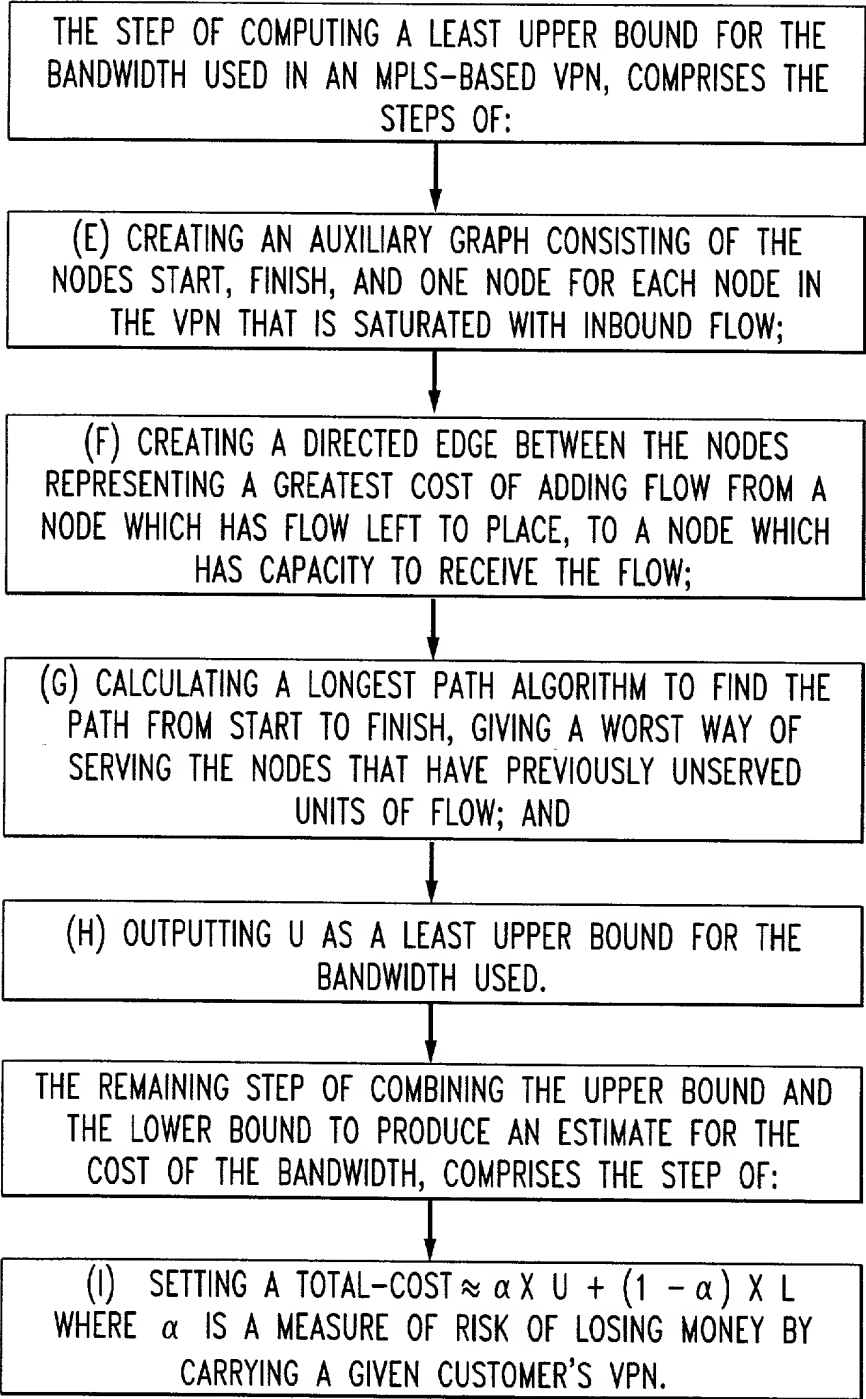 THE STEP OF COMPUTING A LEAST UPPER BOUND FOR THE
BANDWIDTH USED IN AN MPLS-BASED VPN, COMPRISES THE
STEPS OF:
(E) CREATING AN AUXILIARY GRAPH CONSISTING OF THE
NODES START, FINISH, AND ONE NODE FOR EACH NODE IN
THE VPN THAT IS SATURATED WITH INBOUND FLOW;
(F) CREATING A DIRECTED EDGE BETWEEN THE NODES
REPRESENTING A GREATEST COST OF ADDING FLOW FROM A
NODE WHICH HAS FLOW LEFT TO PLACE, TO A NODE WHICH
HAS CAPACITY TO RECEIVE THE FLOW;
(G) CALCULATING A LONGEST PATH ALGORITHM TO FIND THE
PATH FROM START TO FINISH, GIVING A WORST WAY OF
SERVING THE NODES THAT HAVE PREVIOUSLY UNSERVED
UNITS OF FLOW; AND
(H) OUTPUTTING U AS A LEAST UPPER BOUND FOR THE
BANDWIDTH USED.
THE REMAINING STEP OF COMBINING THE UPPER BOUND AND
THE LOWER BOUND TO PRODUCE AN ESTIMATE FOR THE
COST OF THE BANDWIDTH, COMPRISES THE STEP OF:
(I) SETTING A TOTAL-COST ≈ α X U + (1 - α) X L
WHERE α IS A MEASURE OF RISK OF LOSING MONEY BY
CARRYING A GIVEN CUSTOMER'S VPN.